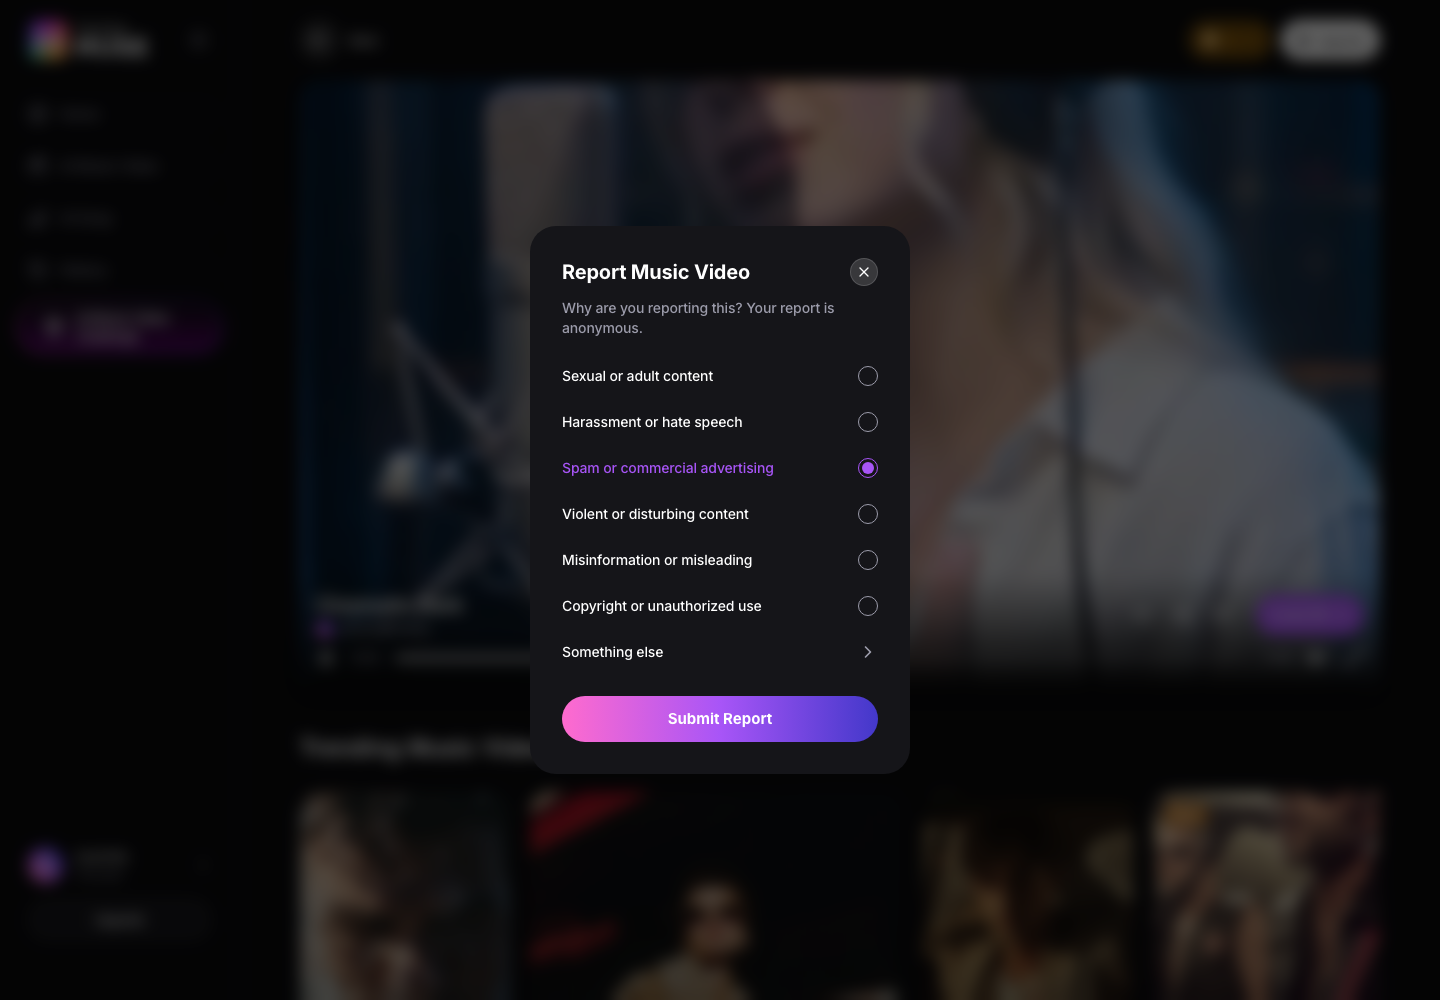 Report Music Video
Why are you reporting this? Your report is
anonymous.
Sexual or adult content
Harassment or hate speech
Spam or commercial advertising
Violent or disturbing content
Misinformation or misleading
Copyright or unauthorized use
Something else
Submit Report
Trending Music